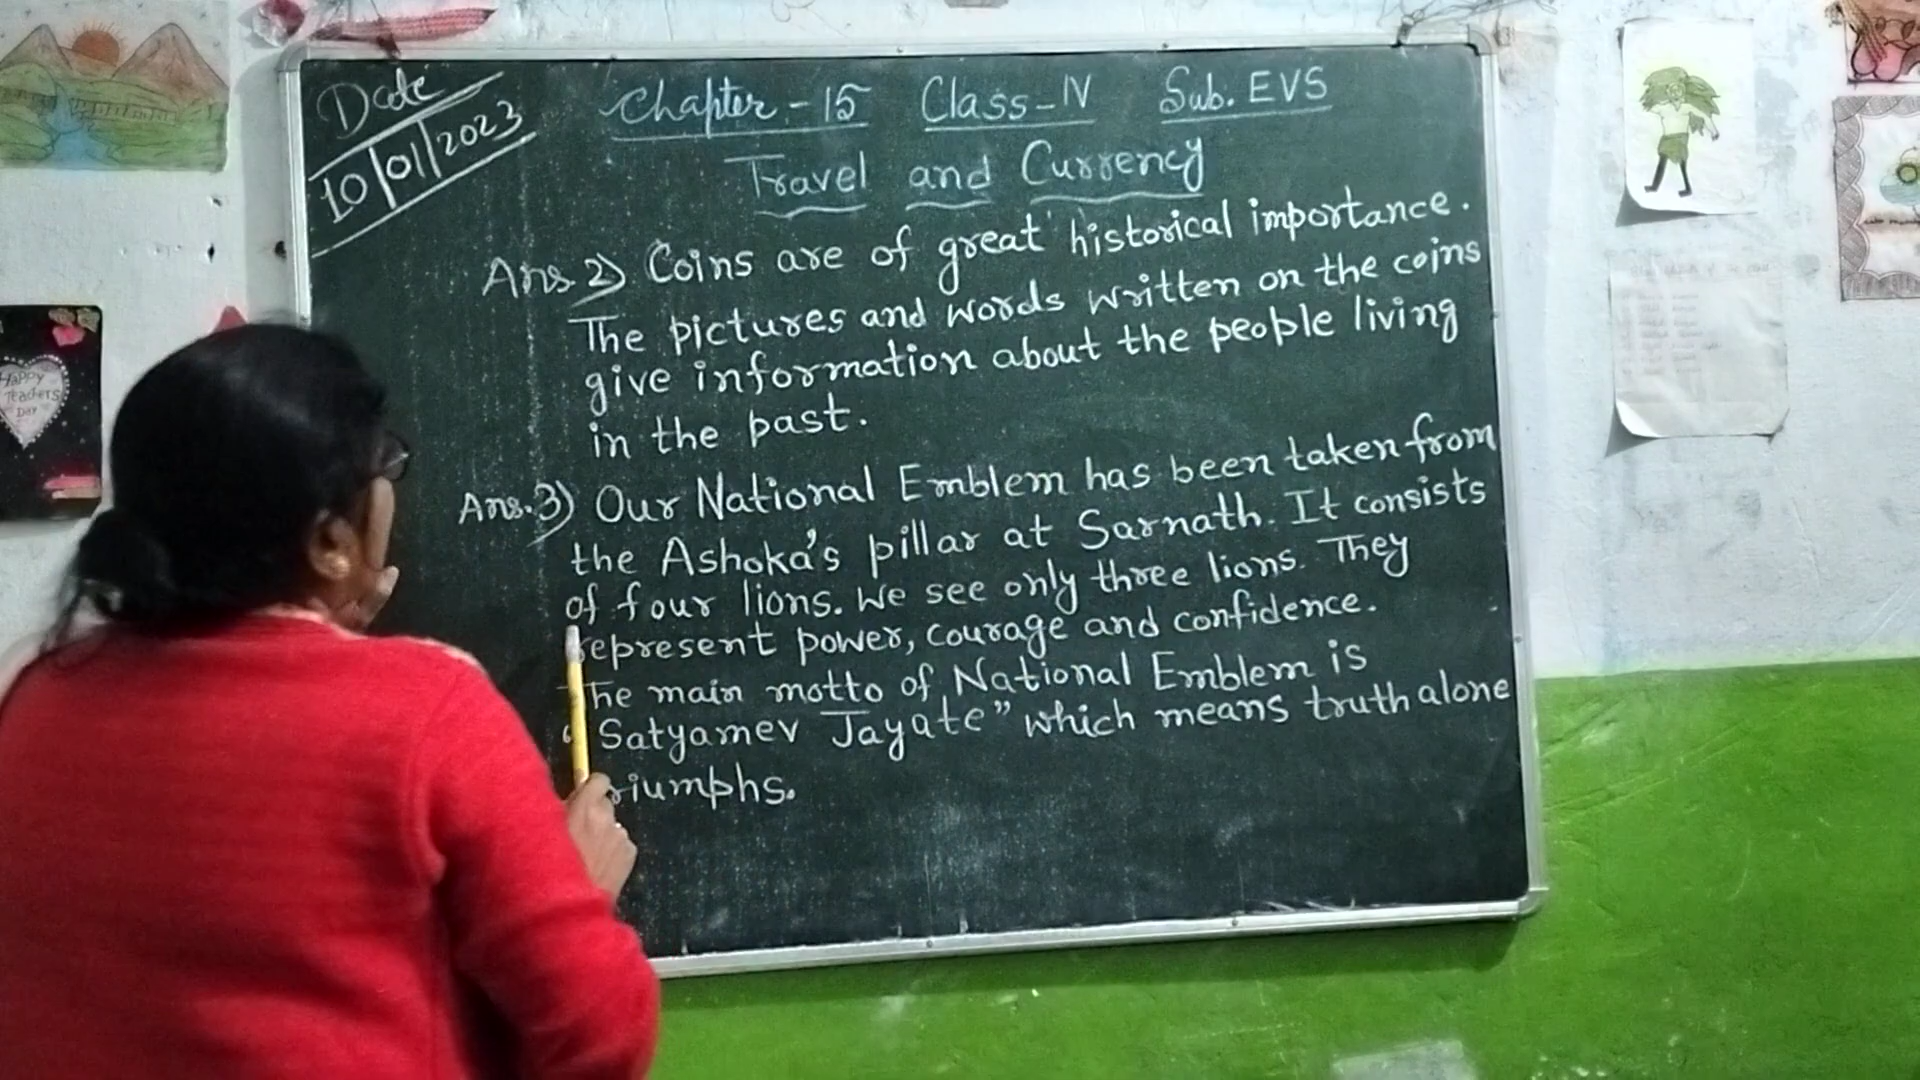 Date
10/01/2023
Chapter-15 Class-IV Sub. EVS
Travel and Currency
Ans.2) Coins are of great historical importance.
The pictures and words written on the coins
give information about the people living
in the past.
Ans.3) Our National Emblem has been taken from
the Ashoka's pillar at Sarnath. It consists
of four lions. We see only three lions. They
represent power, courage and confidence.
The main motto of National Emblem is
"Satyamev Jayate" which means truth alone
riumphs.
Happy
Teachers
Day